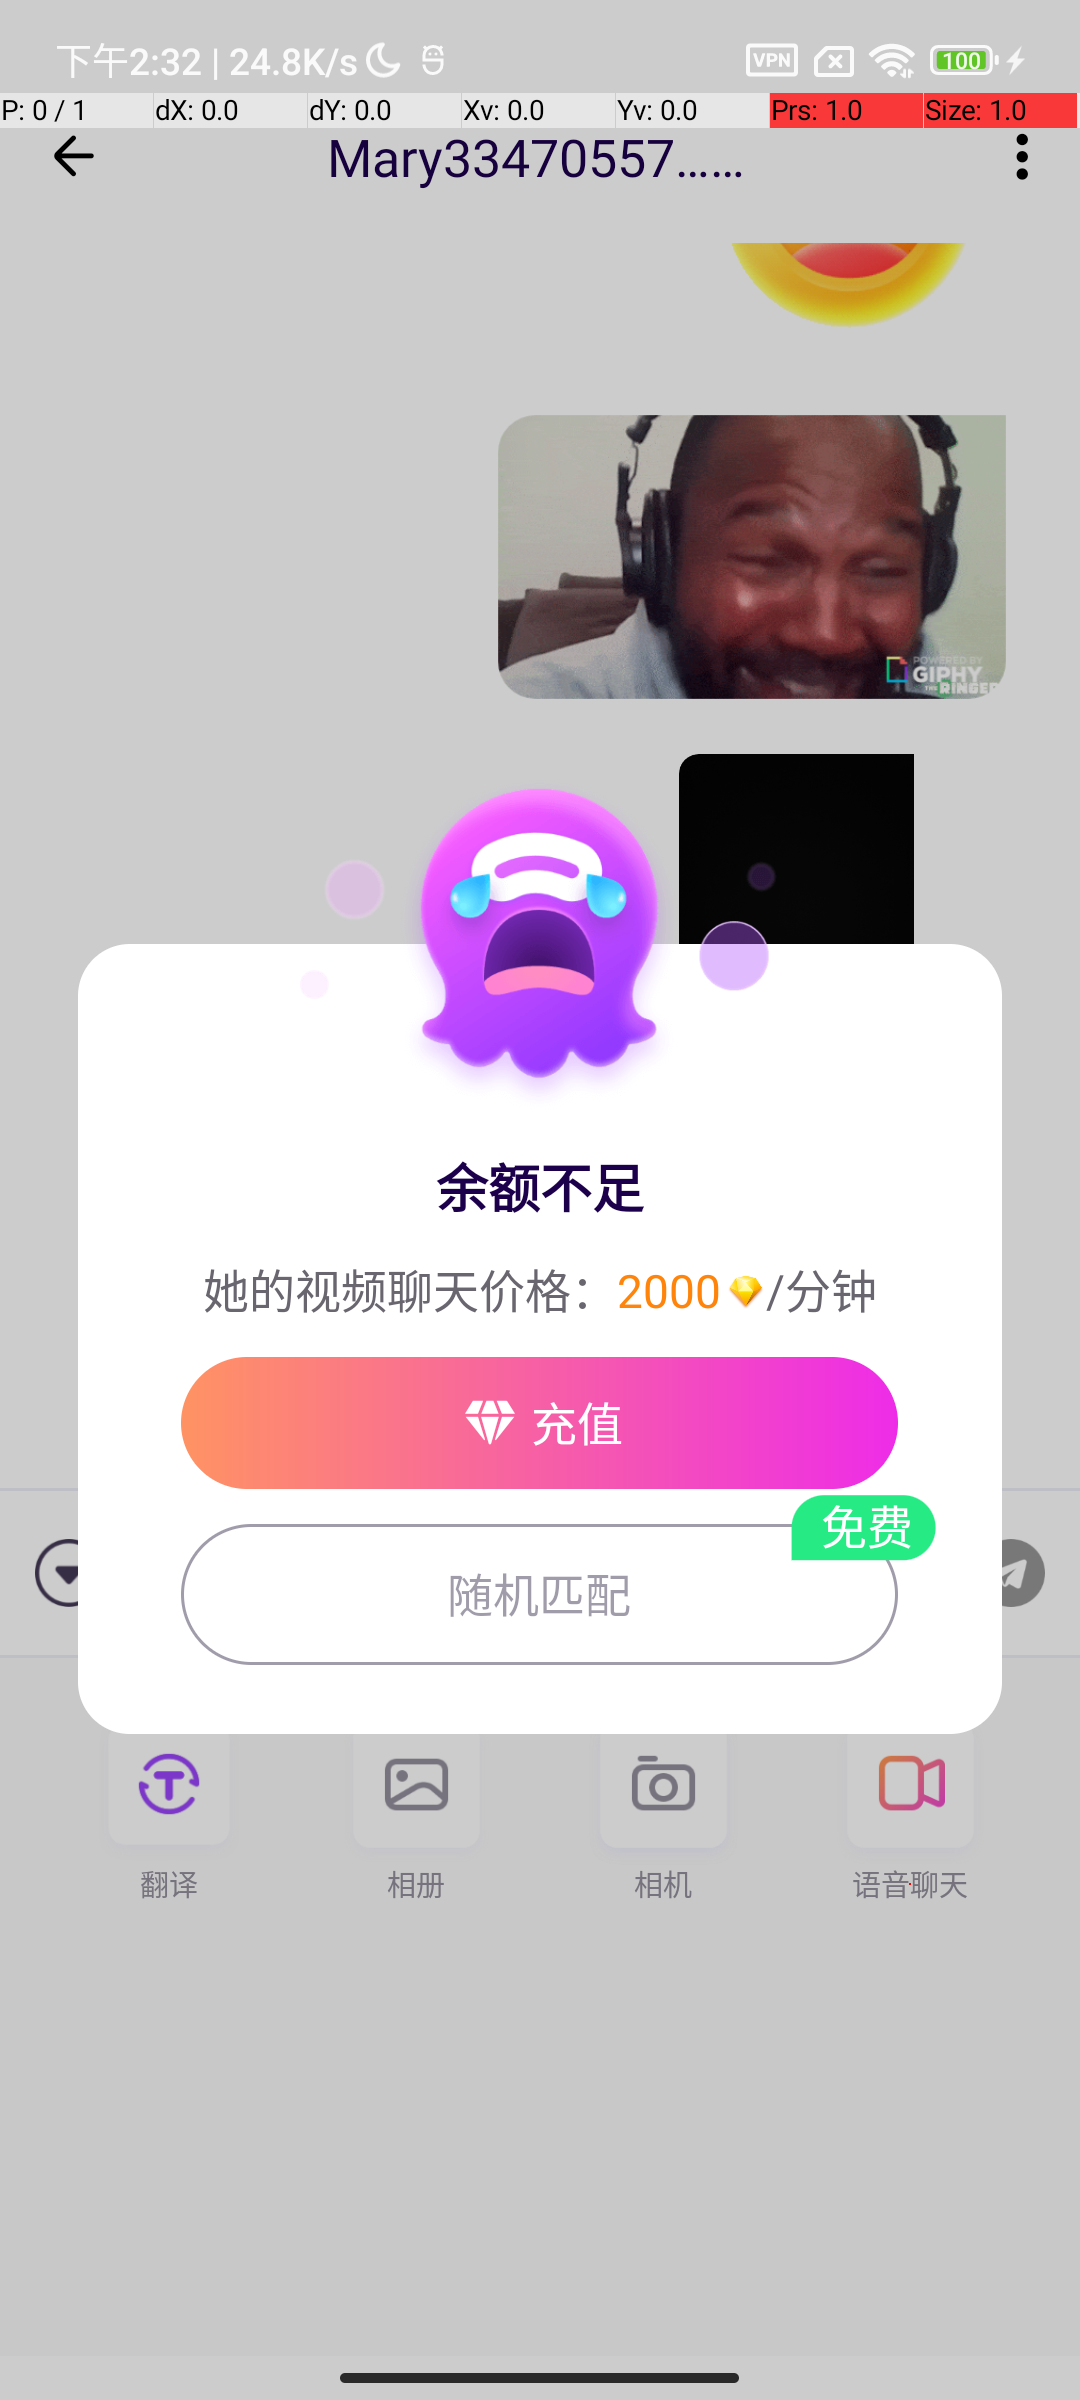 下午2:32 | 24.8K/s
VPN
100
P: 0 / 1
dX: 0.0
dY: 0.0
Xv: 0.0
Yv: 0.0
Prs: 1.0
Size: 1.0
Mary33470557......
POWERED BY
GIPHY
THE RINGER
余额不足
她的视频聊天价格：2000/分钟
充值
免费
随机匹配
翻译
相册
相机
语音聊天